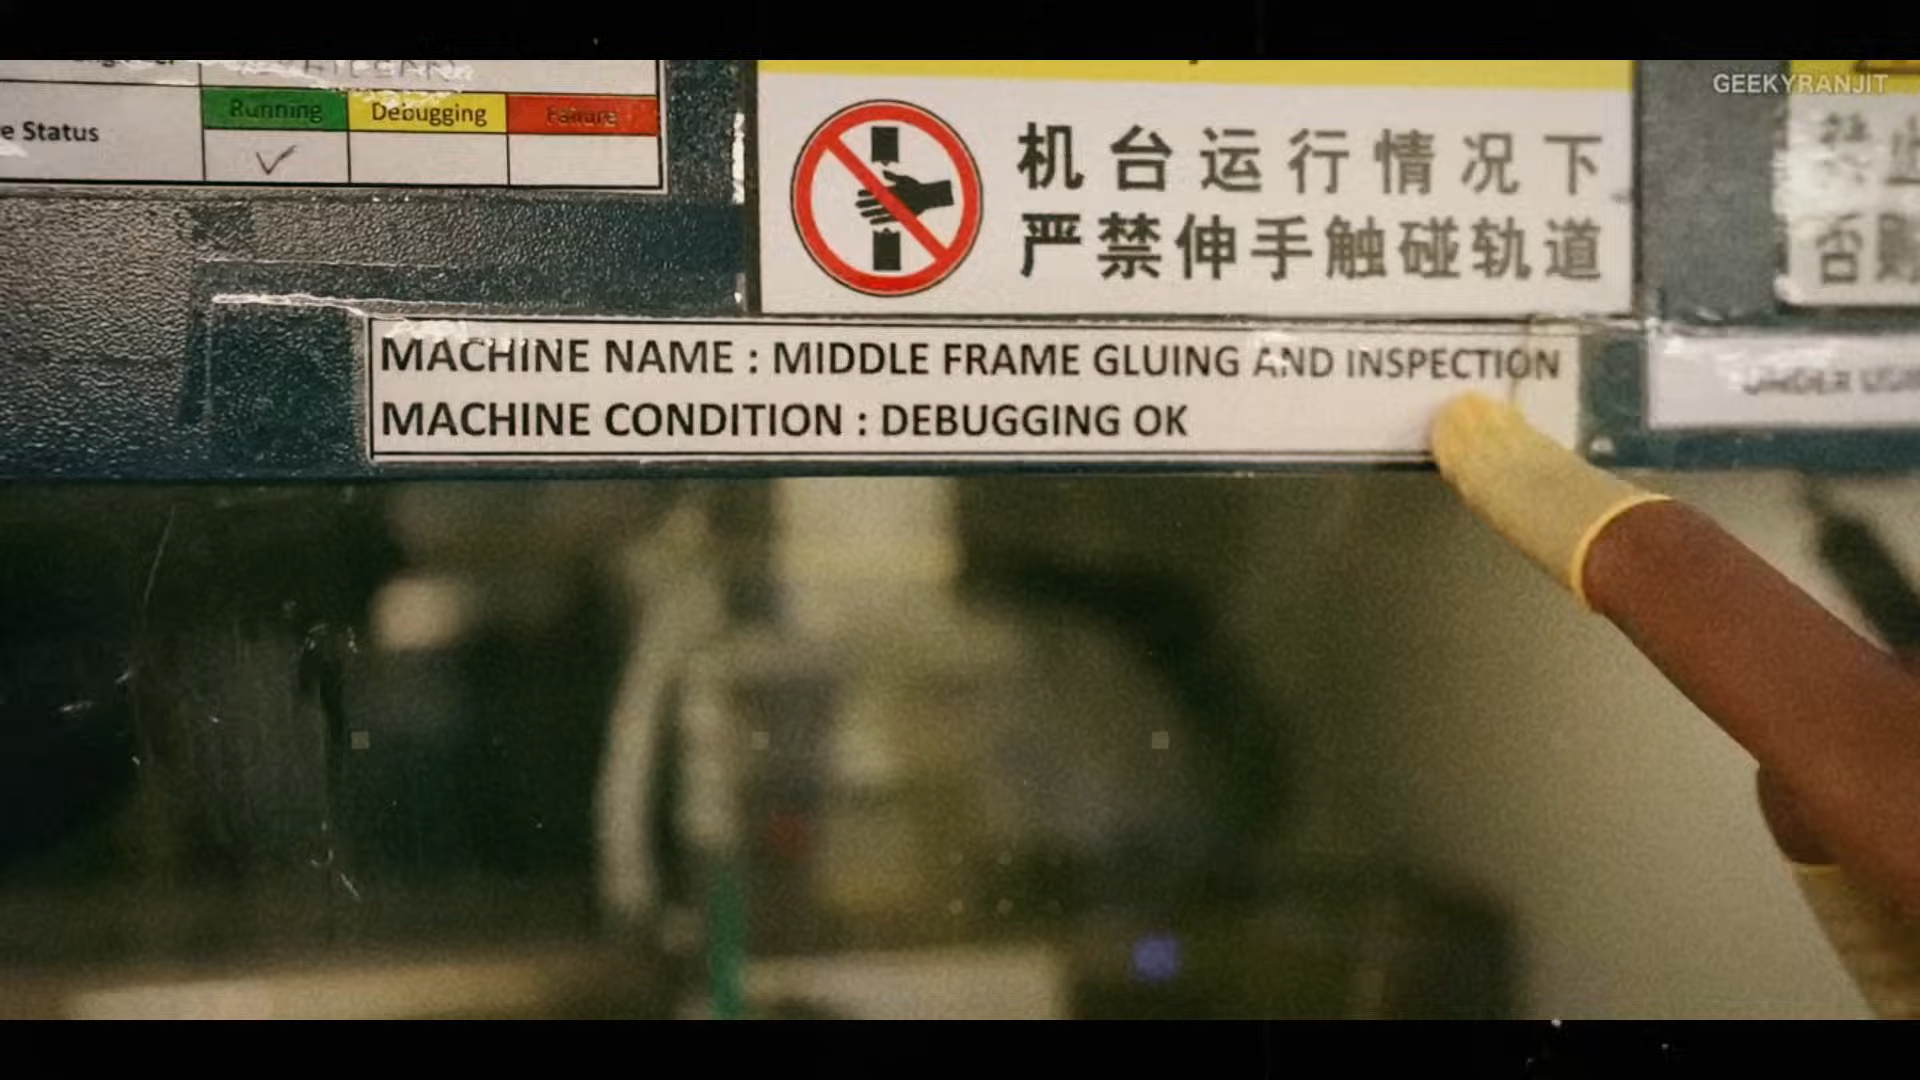 GEEKYRANJIT
Running Debugging Failure
e Status
机台运行情况下
严禁伸手触碰轨道
MACHINE NAME : MIDDLE FRAME GLUING AND INSPECTION
MACHINE CONDITION : DEBUGGING OK
UNDER